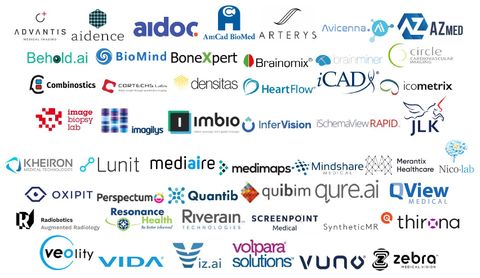 ADVANTIS
MEDICAL IMAGING
aidence
aidoc
AmCad BioMed
ARTERYS
Avicenna
AI
AZ
MED
Behold.ai
BioMind
BoneXpert
Brainomix
brainminer
circle
CARDIOVASCULAR
IMAGING
Combinostics
CORTECHS Labs
densitas
HeartFlow
iCAD
icometrix
image
biopsy
lab
imagilys
imbio
InferVision
iSchemaView RAPID
JLK
KHEIRON
MEDICAL TECHNOLOGIES
Lunit
mediaire
medimaps
Mindshare
MEDICAL
Merantix
Healthcare
Nico-lab
OXIPIT
Perspectum
Quantib
quibim
qure.ai
QView
MEDICAL
Radiobotics
Augmented Radiology
Resonance
Health
Riverain
TECHNOLOGIES
SCREENPOINT
Medical
SyntheticMR
thirona
veolity
VIDA
Viz.ai
volpara
solutions
VUNO
zebra
MEDICAL VISION